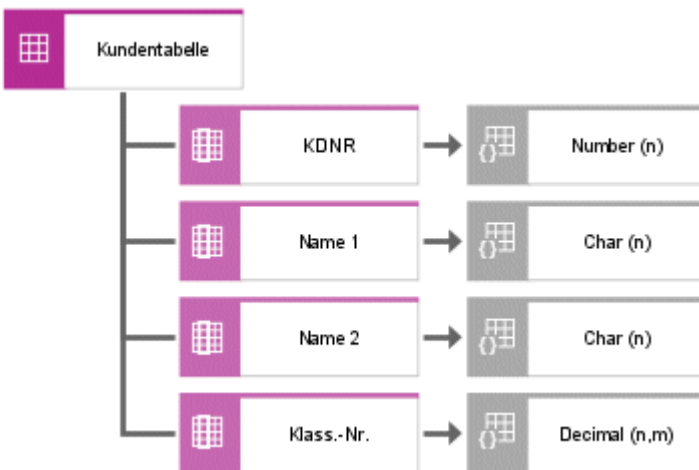 Kundentabelle
KDNR
Number (n)
Name 1
Char (n)
Name 2
Char (n)
Klass.-Nr.
Decimal (n,m)